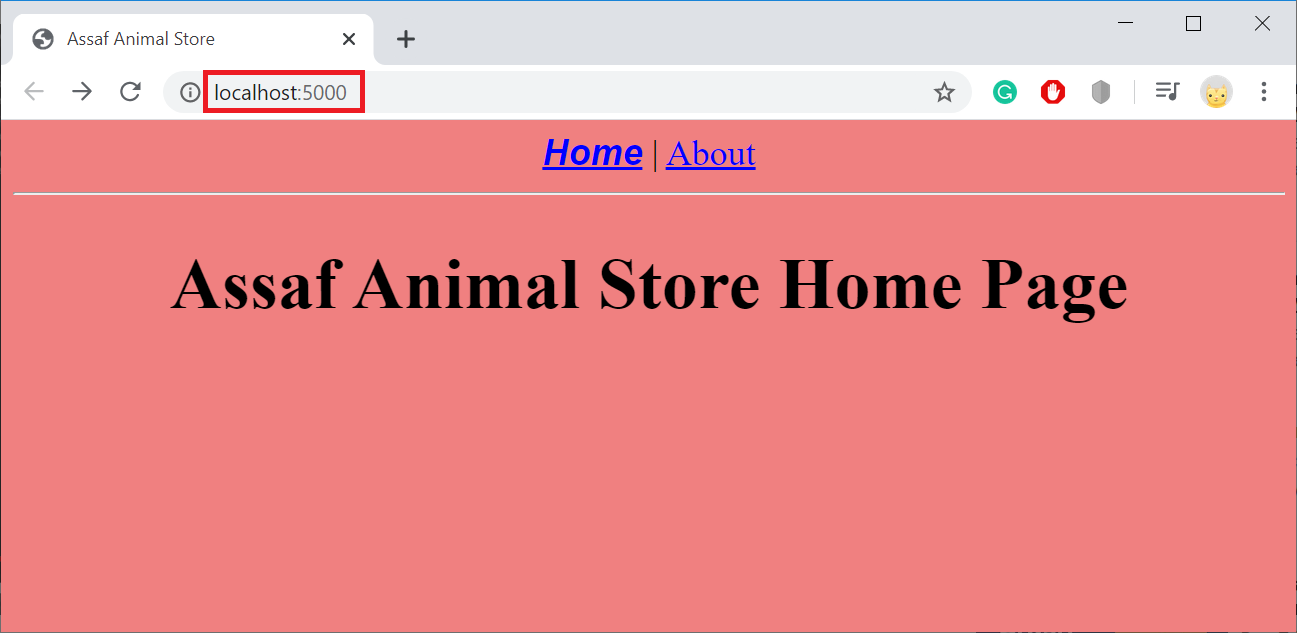 Assaf Animal Store
localhost:5000
Home | About
Assaf Animal Store Home Page